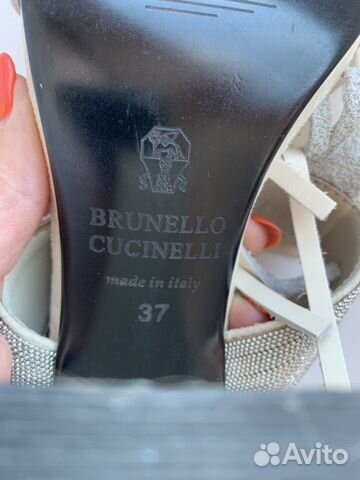 BRUNELLO
CUCINELLI
made in italy
37
Avito